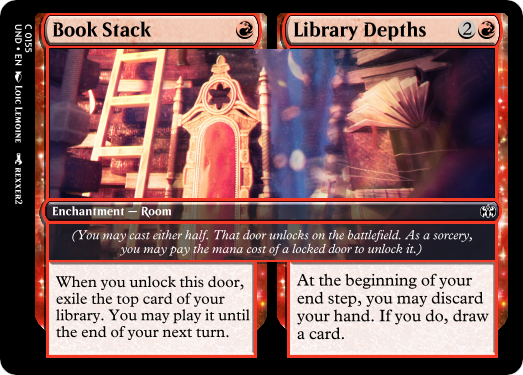 Book Stack
Library Depths 2
Enchantment — Room
(You may cast either half. That door unlocks on the battlefield. As a sorcery,
you may pay the mana cost of a locked door to unlock it.)
When you unlock this door,
exile the top card of your
library. You may play it until
the end of your next turn.
At the beginning of your
end step, you may discard
your hand. If you do, draw
a card.
C 0155
UND • EN Loic Lemoine REXXER2